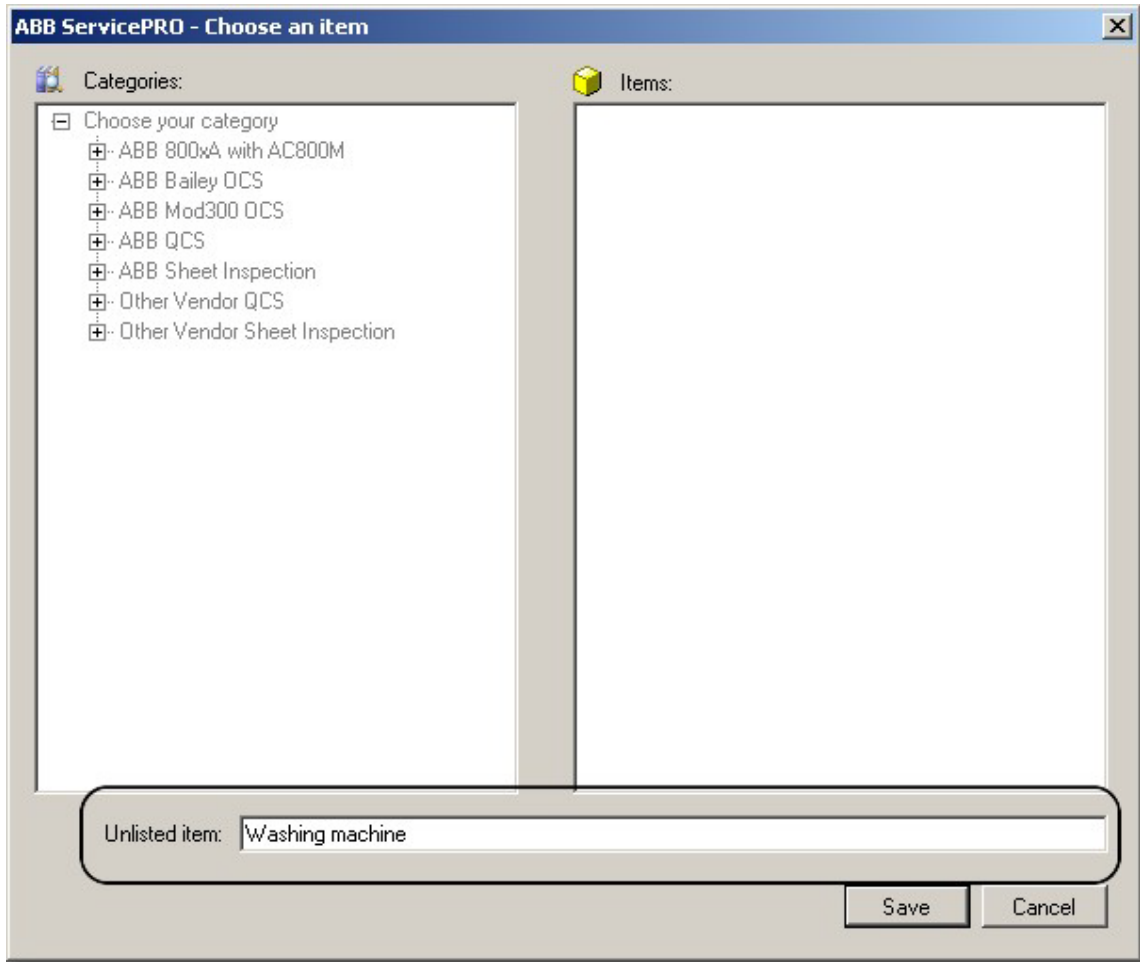 ABB ServicePRO - Choose an item
Categories:
Choose your category
ABB 800xA with AC800M
ABB Bailey OCS
ABB Mod300 OCS
ABB QCS
ABB Sheet Inspection
Other Vendor QCS
Other Vendor Sheet Inspection
Items:
Unlisted item: Washing machine
Save Cancel